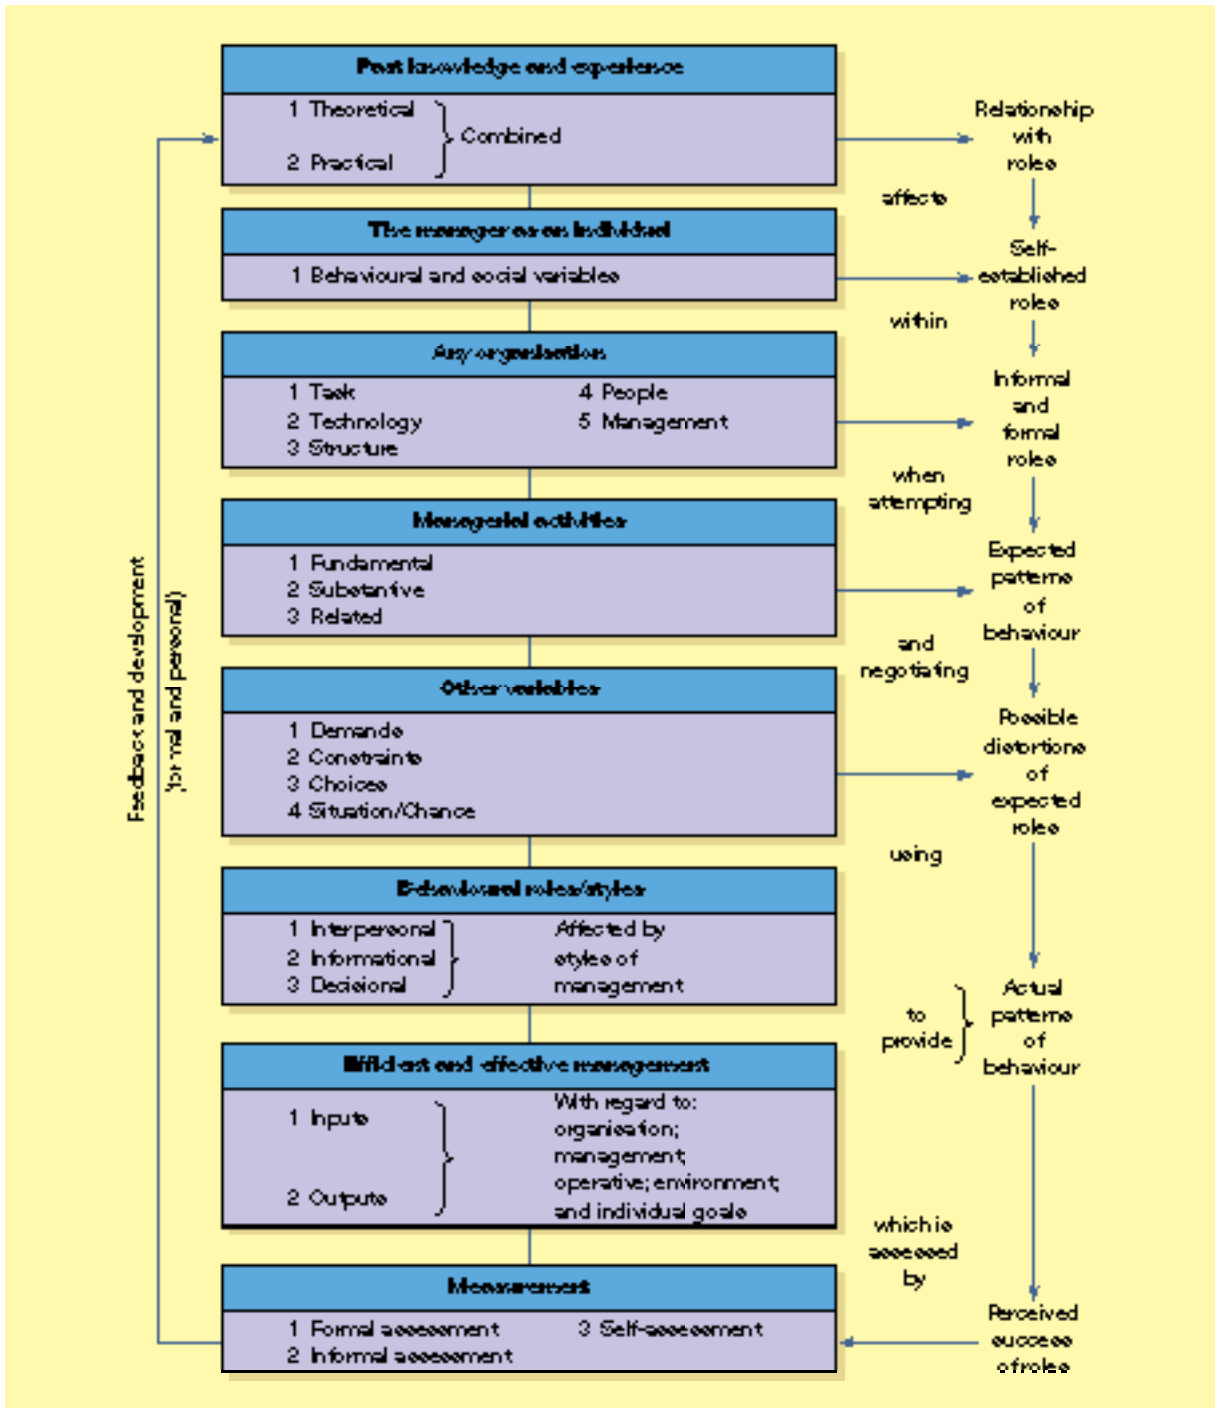 Past knowledge and experience
1 Theoretical
Combined
2 Practical
Relationship
with
roles
affects
The manager as an individual
1 Behavioural and social variables
Self-
established
roles
within
Any organisation
1 Task
2 Technology
3 Structure
4 People
5 Management
Informal
and
formal
roles
when
attempting
Managerial activities
1 Fundamental
2 Substantive
3 Related
Expected
patterns
of
behaviour
and
negotiating
Other variables
1 Demands
2 Constraints
3 Choices
4 Situation/Chance
Possible
distortions
of
expected
roles
using
Behavioural roles/styles
1 Interpersonal
2 Informational
3 Decisional
Affected by
styles of
management
to
provide
Actual
patterns
of
behaviour
Efficient and effective management
1 Inputs
2 Outputs
With regard to:
organisation;
management;
operative; environment;
and individual goals
which is
assessed
by
Measurement
1 Formal assessment
2 Informal assessment
3 Self-assessment
Perceived
success
of roles
Feedback and development
(formal and personal)